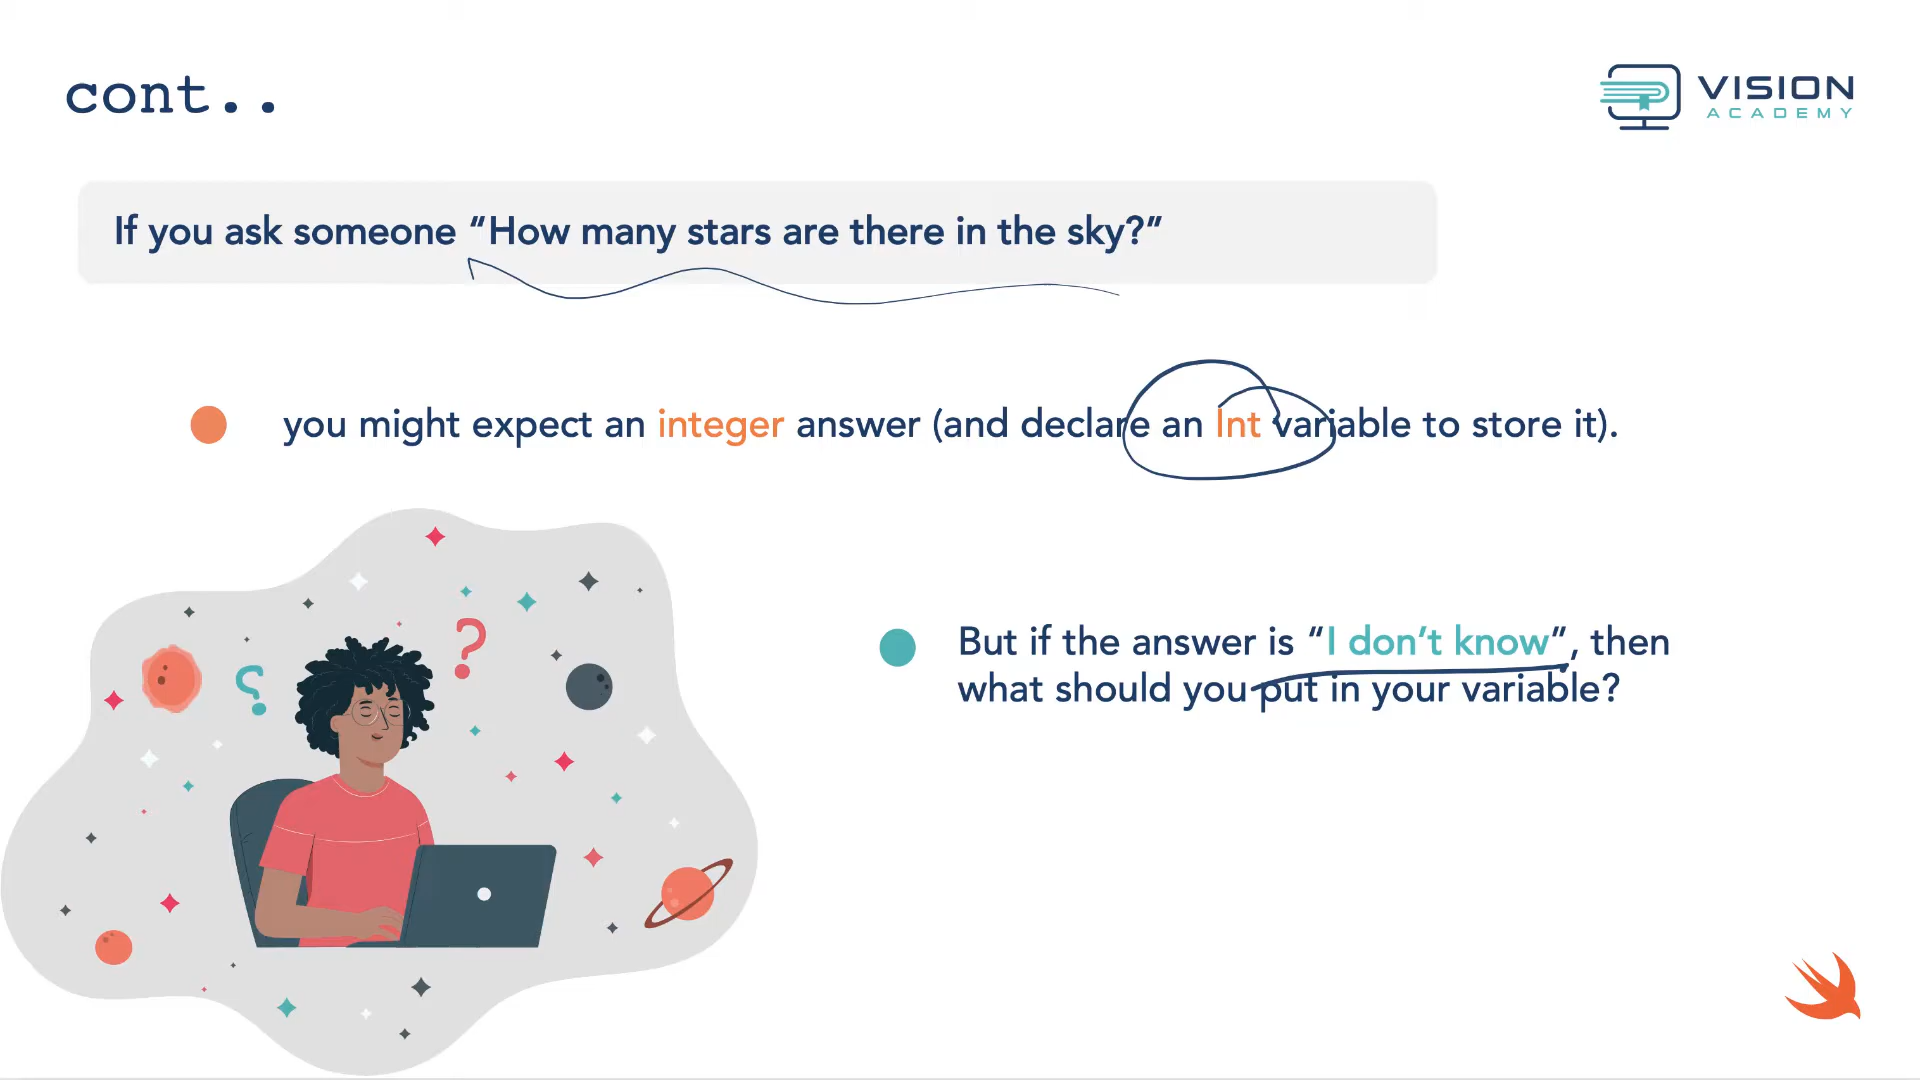 cont..
VISION
ACADEMY
If you ask someone “How many stars are there in the sky?”
you might expect an integer answer (and declare an Int variable to store it).
But if the answer is “I don’t know”, then
what should you put in your variable?